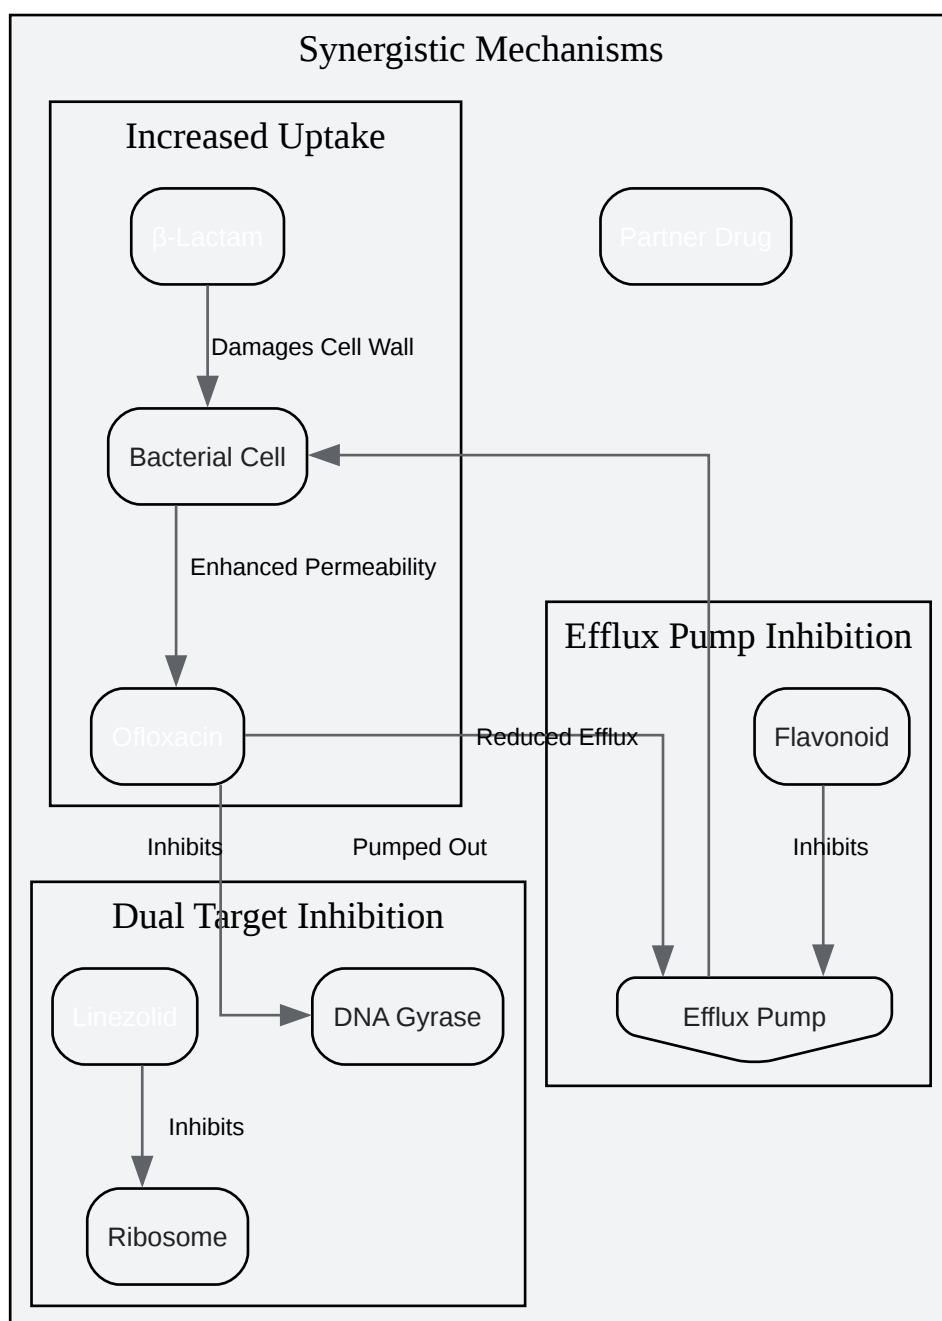 Synergistic Mechanisms
Increased Uptake
β-Lactam
Partner Drug
Damages Cell Wall
Bacterial Cell
Enhanced Permeability
Efflux Pump Inhibition
Ofloxacin
Reduced Efflux
Flavonoid
Inhibits
Pumped Out
Inhibits
Dual Target Inhibition
Linezolid
DNA Gyrase
Efflux Pump
Inhibits
Ribosome